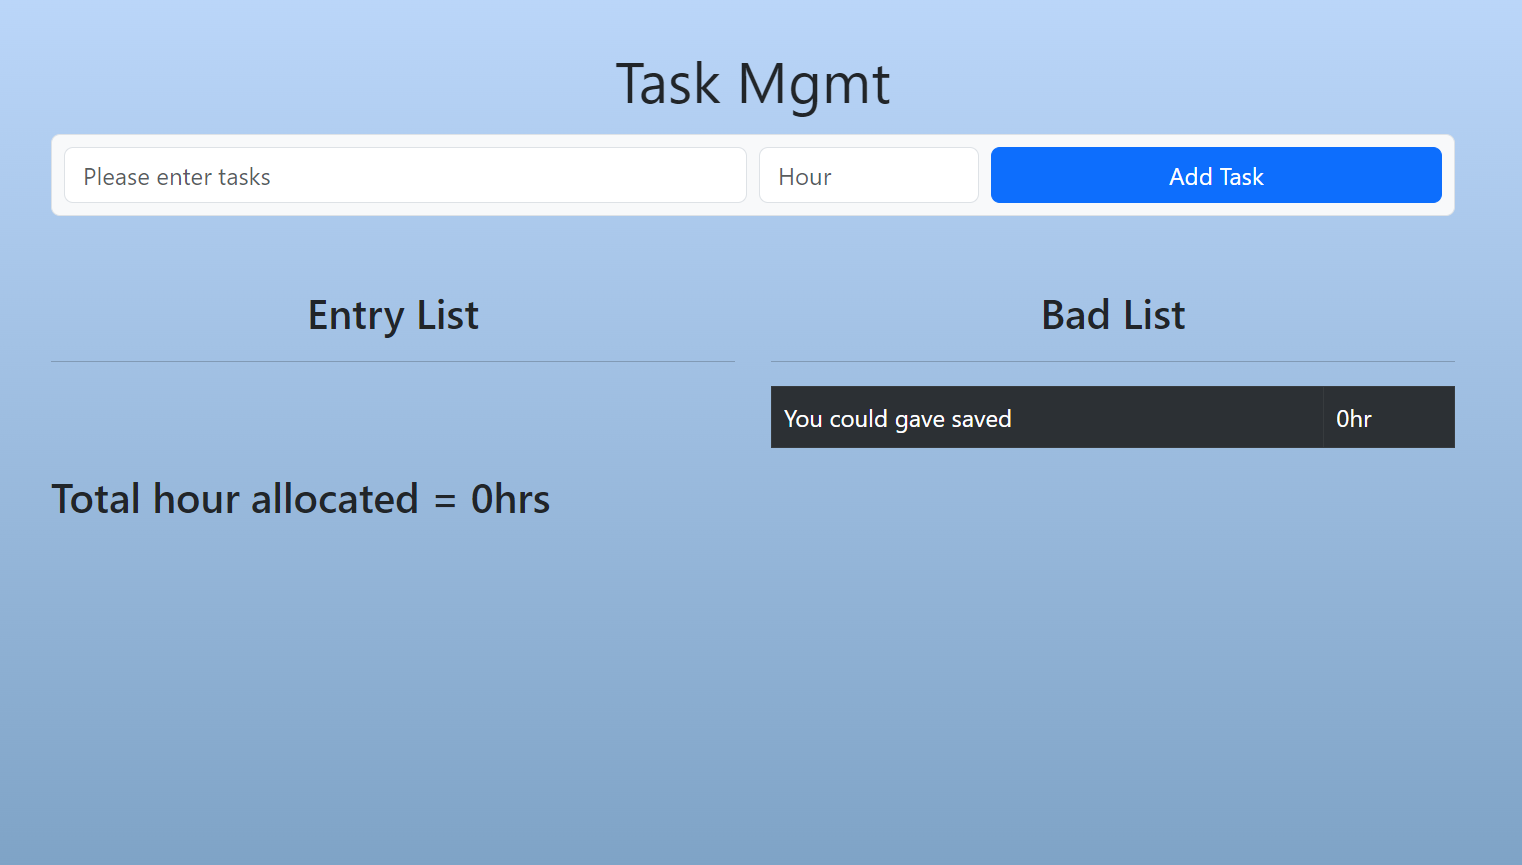 Task Mgmt
Please enter tasks
Hour
Add Task
Entry List
Bad List
You could gave saved
0hr
Total hour allocated = 0hrs